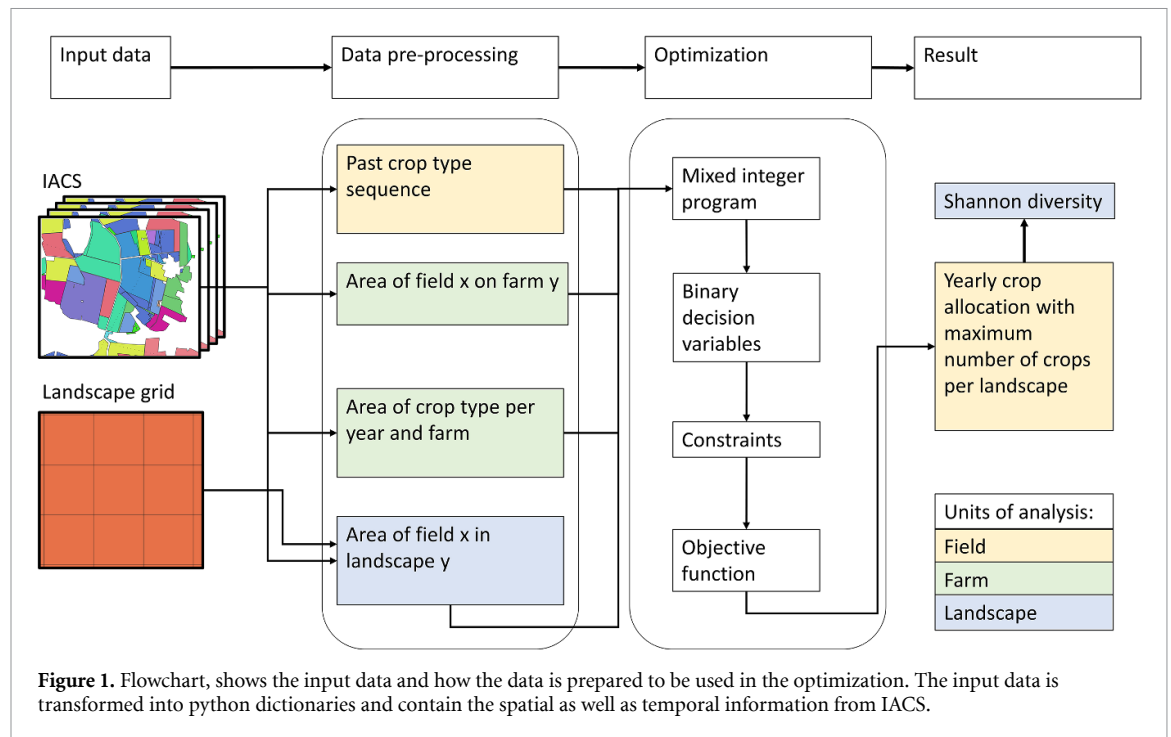 Input data
Data pre-processing
Optimization
Result
IACS
Landscape grid
Past crop type
sequence
Area of field x on farm y
Area of crop type per
year and farm
Area of field x in
landscape y
Mixed integer
program
Binary
decision
variables
Constraints
Objective
function
Shannon diversity
Yearly crop
allocation with
maximum
number of crops
per landscape
Units of analysis:
Field
Farm
Landscape
Figure 1. Flowchart, shows the input data and how the data is prepared to be used in the optimization. The input data is
transformed into python dictionaries and contain the spatial as well as temporal information from IACS.